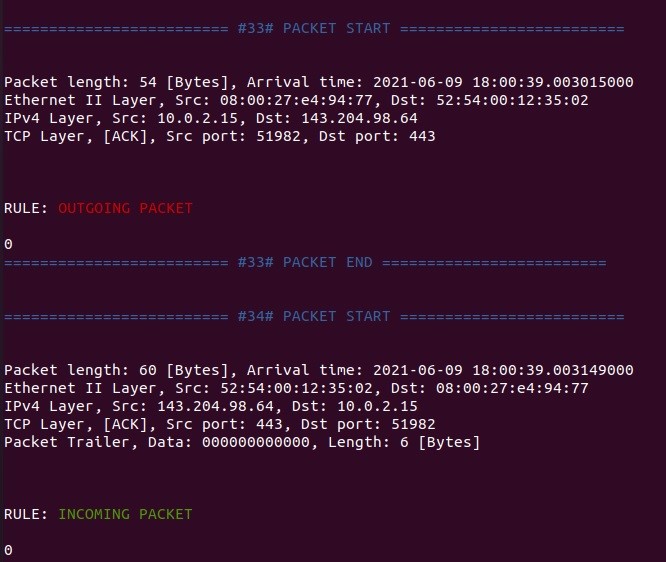 ========================= #33# PACKET START =========================
Packet length: 54 [Bytes], Arrival time: 2021-06-09 18:00:39.003015000
Ethernet II Layer, Src: 08:00:27:e4:94:77, Dst: 52:54:00:12:35:02
IPv4 Layer, Src: 10.0.2.15, Dst: 143.204.98.64
TCP Layer, [ACK], Src port: 51982, Dst port: 443
RULE: OUTGOING PACKET
0
========================= #33# PACKET END =========================
========================= #34# PACKET START =========================
Packet length: 60 [Bytes], Arrival time: 2021-06-09 18:00:39.003149000
Ethernet II Layer, Src: 52:54:00:12:35:02, Dst: 08:00:27:e4:94:77
IPv4 Layer, Src: 143.204.98.64, Dst: 10.0.2.15
TCP Layer, [ACK], Src port: 443, Dst port: 51982
Packet Trailer, Data: 000000000000, Length: 6 [Bytes]
RULE: INCOMING PACKET
0